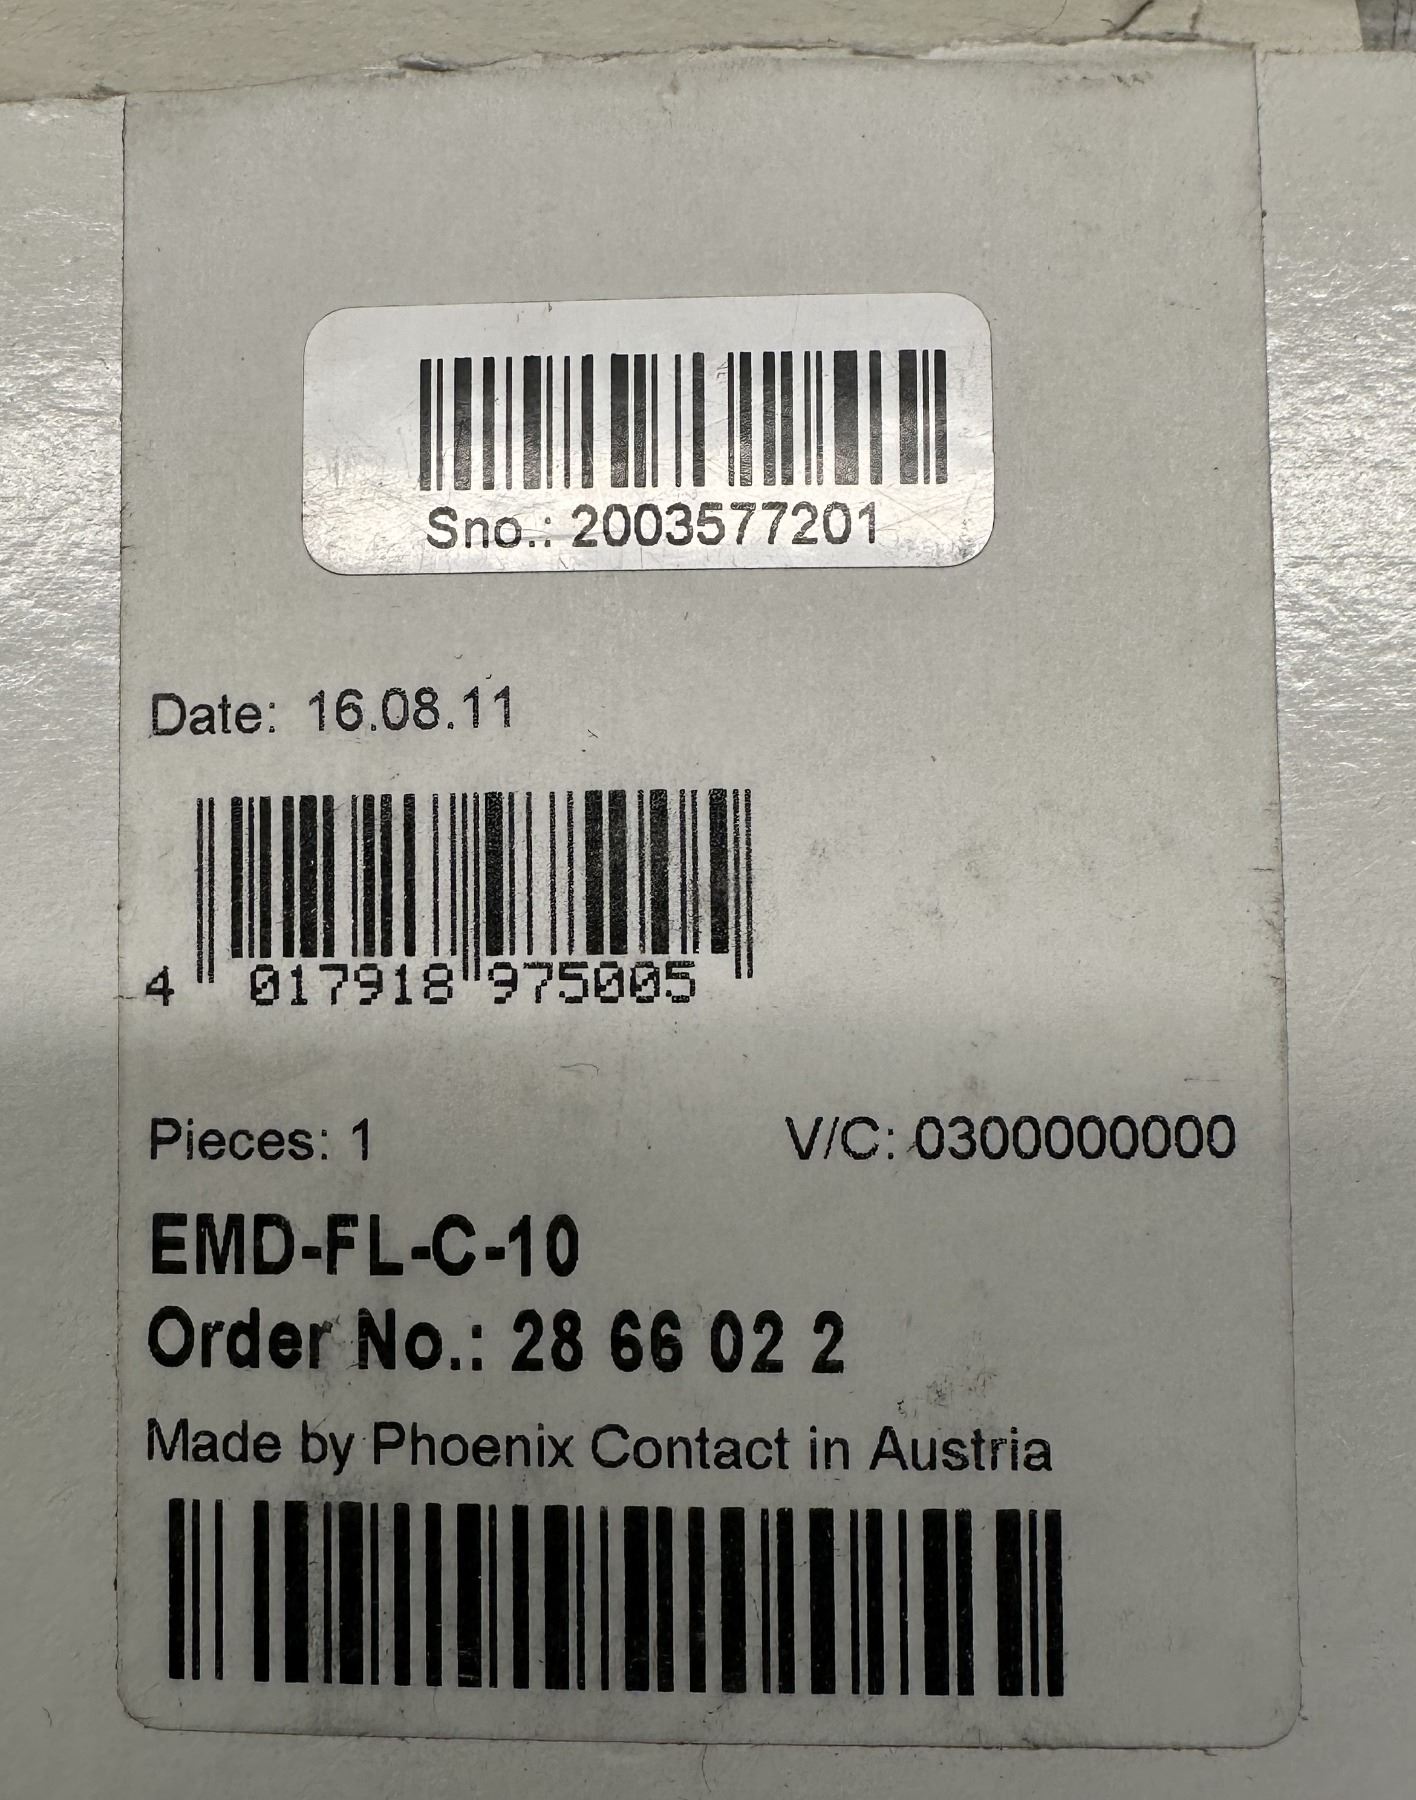 Sno.: 2003577201
Date: 16.08.11
4 017918 975005
Pieces: 1 V/C: 0300000000
EMD-FL-C-10
Order No.: 28 66 02 2
Made by Phoenix Contact in Austria